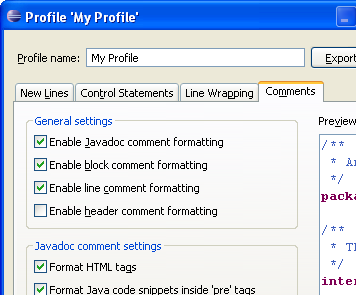 Profile 'My Profile'
Profile name: My Profile Export
New Lines Control Statements Line Wrapping Comments
General settings
Enable Javadoc comment formatting
Enable block comment formatting
Enable line comment formatting
Enable header comment formatting
Javadoc comment settings
Format HTML tags
Format Java code snippets inside 'pre' tags
Preview
/**
* A
*/
packa
/**
* Th
*/
inter